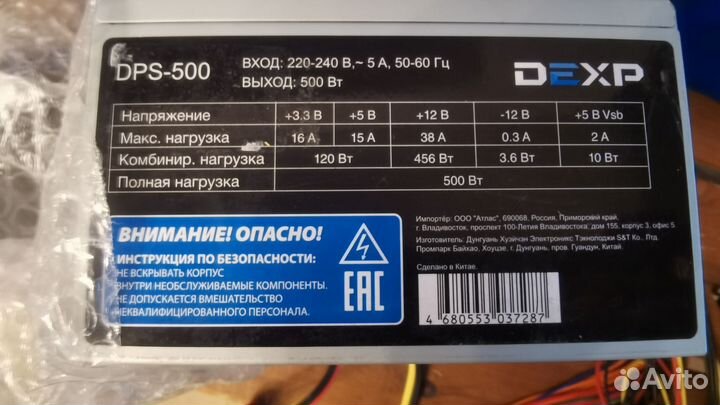 DPS-500
ВХОД: 220-240 В,~ 5 А, 50-60 Гц
ВЫХОД: 500 Вт
DEXP
Напряжение +3.3 В +5 В +12 В -12 В +5 В Vsb
Макс. нагрузка 16 А 15 А 38 А 0.3 А 2 А
Комбинир. нагрузка 120 Вт 456 Вт 3.6 Вт 10 Вт
Полная нагрузка 500 Вт
ВНИМАНИЕ! ОПАСНО!
ИНСТРУКЦИЯ ПО БЕЗОПАСНОСТИ:
НЕ ВСКРЫВАТЬ КОРПУС
ВНУТРИ НЕОБСЛУЖИВАЕМЫЕ КОМПОНЕНТЫ.
НЕ ДОПУСКАЕТСЯ ВМЕШАТЕЛЬСТВО
НЕКВАЛИФИЦИРОВАННОГО ПЕРСОНАЛА.
EAC
Импортёр: ООО "Атлас", 690068, Россия, Приморский край,
г. Владивосток, проспект 100-Летия Владивостока; дом 155, корпус 3, офис 5
Изготовитель: Дунгуань Хуэйчэн Электроникс Тэкнолоджи S&T Ко., Лтд.
Промпарк Байхао, Хоуцзе, г. Дунгуань, пров. Гуандун, Китай.
Сделано в Китае.
4 680553 037287
Avito